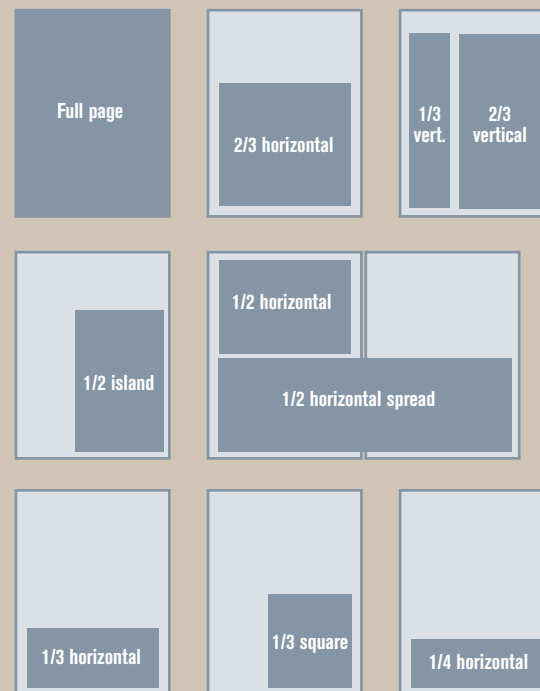 Full page
2/3 horizontal
1/3
vert.
2/3
vertical
1/2 island
1/2 horizontal
1/2 horizontal spread
1/3 horizontal
1/3 square
1/4 horizontal